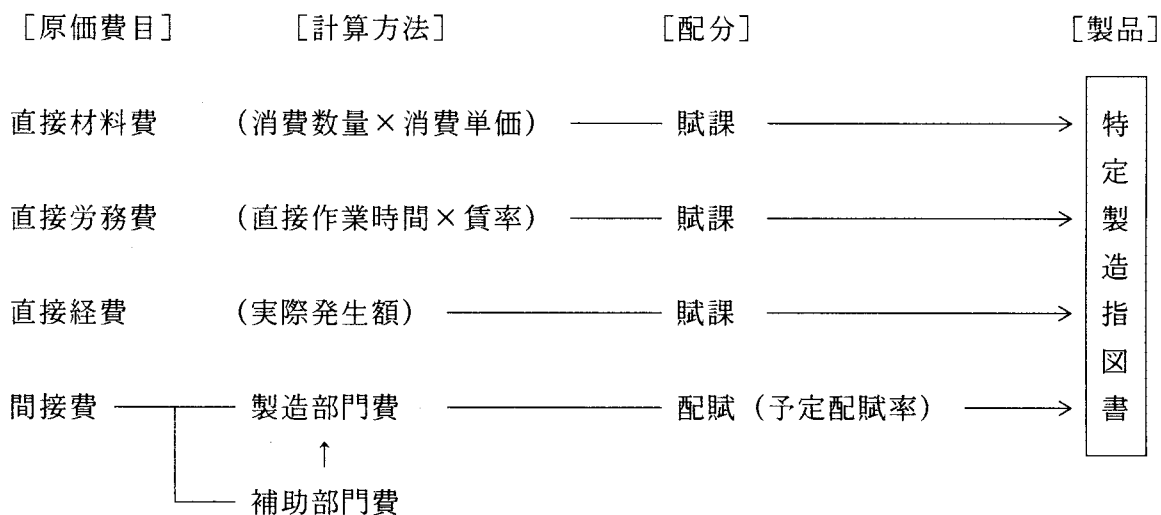 [原価費目] [計算方法] [配分] [製品]
直接材料費 (消費数量×消費単価) 賦課
直接労務費 (直接作業時間×賃率) 賦課
直接経費 (実際発生額) 賦課
間接費 製造部門費 配賦 (予定配賦率)
↑
補助部門費
特定製造指図書